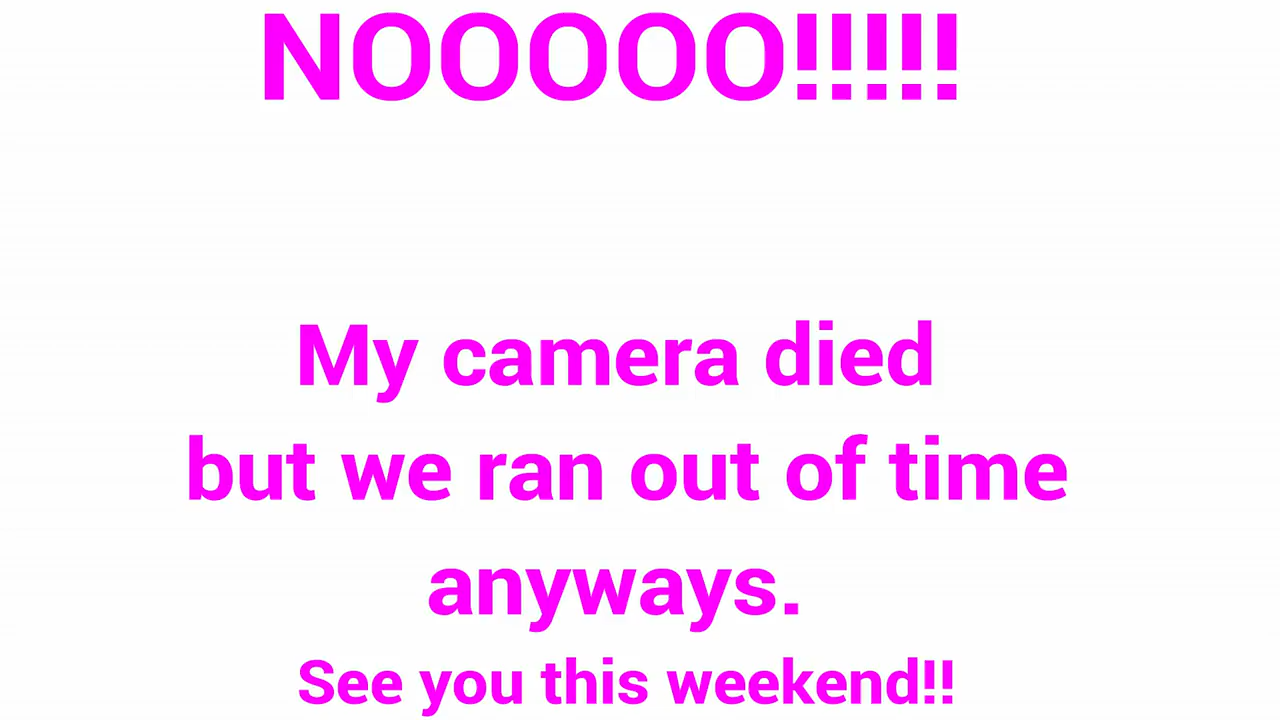 NOOOOO!!!!!
My camera died
but we ran out of time
anyways.
See you this weekend!!